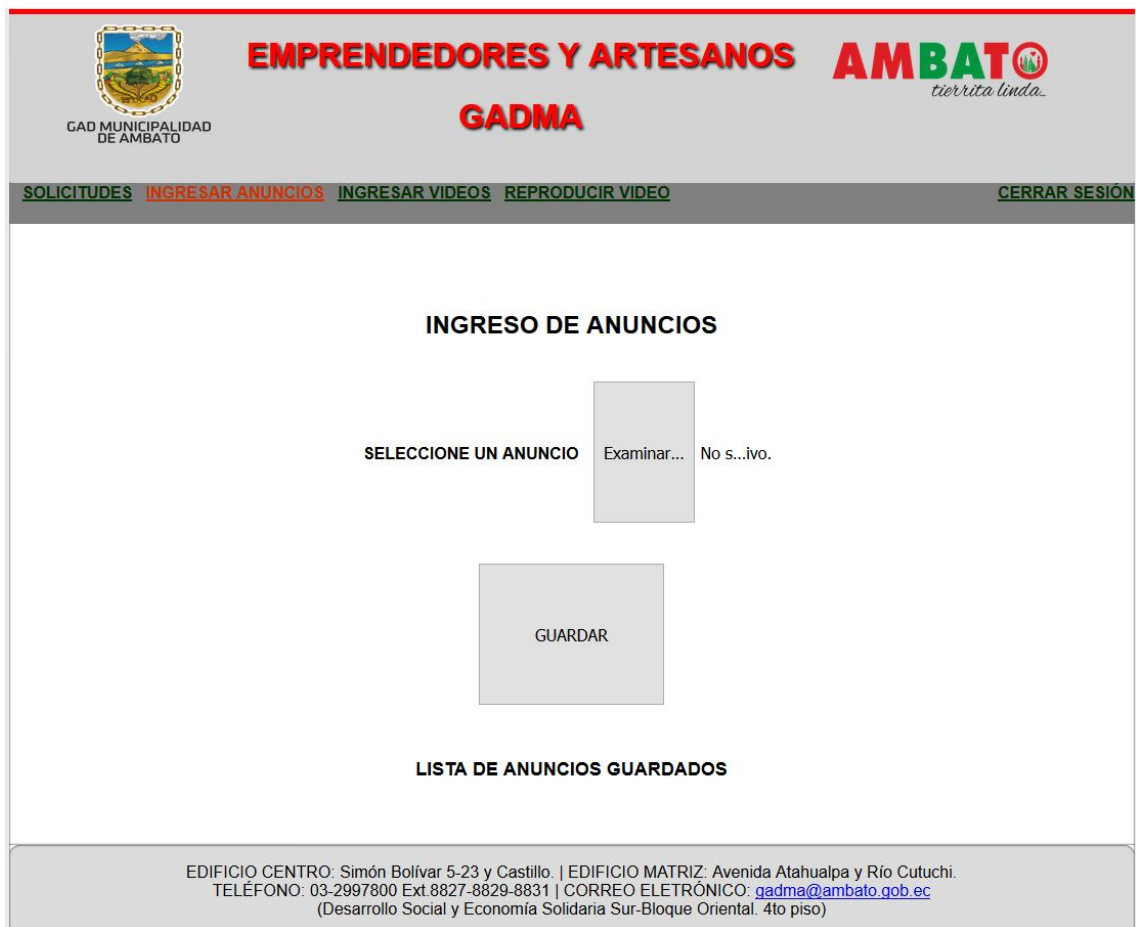 EMPRENDEDORES Y ARTESANOS
GADMA
GAD MUNICIPALIDAD
DE AMBATO
AMBATO
tierrita linda_
SOLICITUDES INGRESAR ANUNCIOS INGRESAR VIDEOS REPRODUCIR VIDEO CERRAR SESIÓN
INGRESO DE ANUNCIOS
SELECCIONE UN ANUNCIO Examinar... No s...ivo.
GUARDAR
LISTA DE ANUNCIOS GUARDADOS
EDIFICIO CENTRO: Simón Bolívar 5-23 y Castillo. | EDIFICIO MATRIZ: Avenida Atahualpa y Río Cutuchi.
TELÉFONO: 03-2997800 Ext.8827-8829-8831 | CORREO ELETRÓNICO: gadma@ambato.gob.ec
(Desarrollo Social y Economía Solidaria Sur-Bloque Oriental. 4to piso)